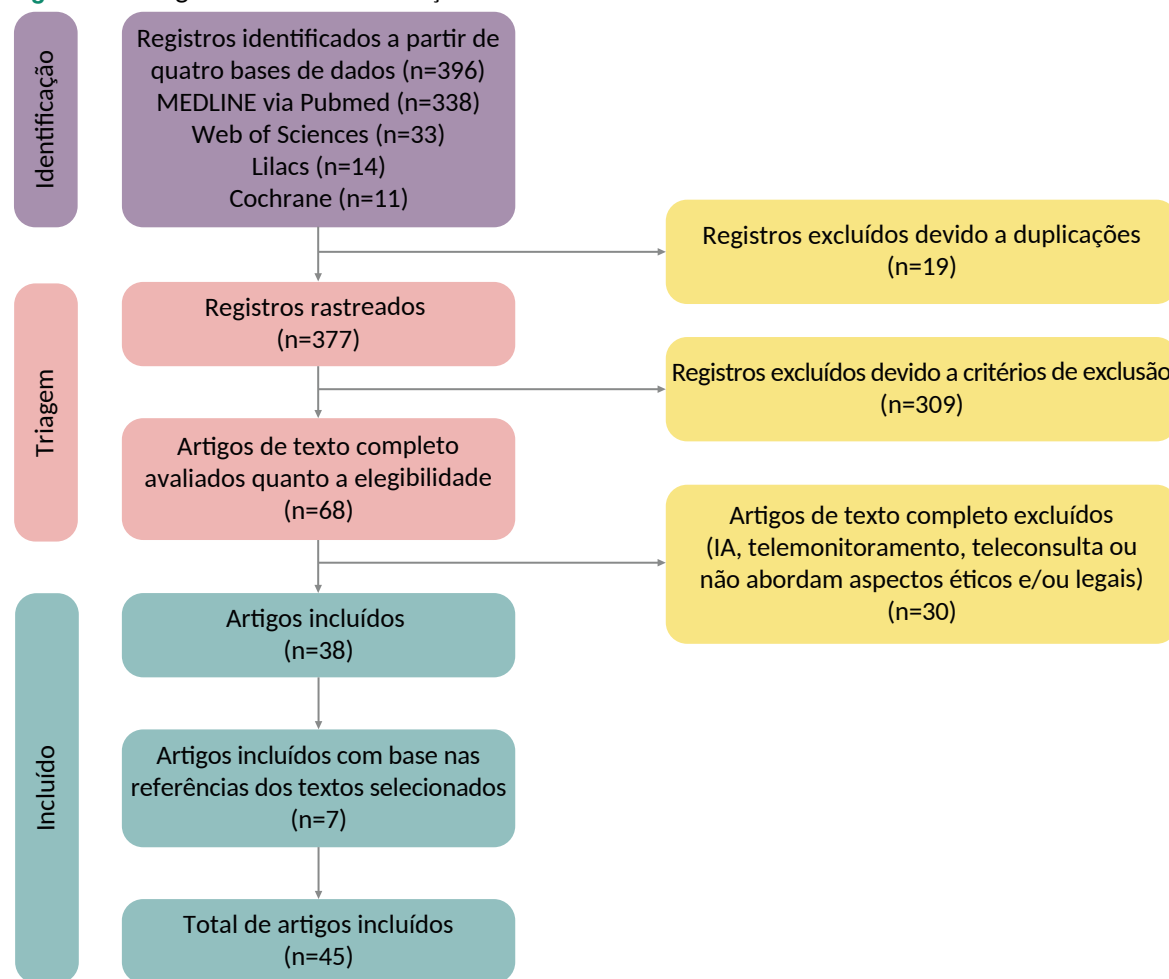 Identificação
Registros identificados a partir de
quatro bases de dados (n=396)
MEDLINE via Pubmed (n=338)
Web of Sciences (n=33)
Lilacs (n=14)
Cochrane (n=11)
Registros excluídos devido a duplicações
(n=19)
Triagem
Registros rastreados
(n=377)
Registros excluídos devido a critérios de exclusão
(n=309)
Artigos de texto completo
avaliados quanto a elegibilidade
(n=68)
Artigos de texto completo excluídos
(IA, telemonitoramento, teleconsulta ou
não abordam aspectos éticos e/ou legais)
(n=30)
Incluído
Artigos incluídos
(n=38)
Artigos incluídos com base nas
referências dos textos selecionados
(n=7)
Total de artigos incluídos
(n=45)